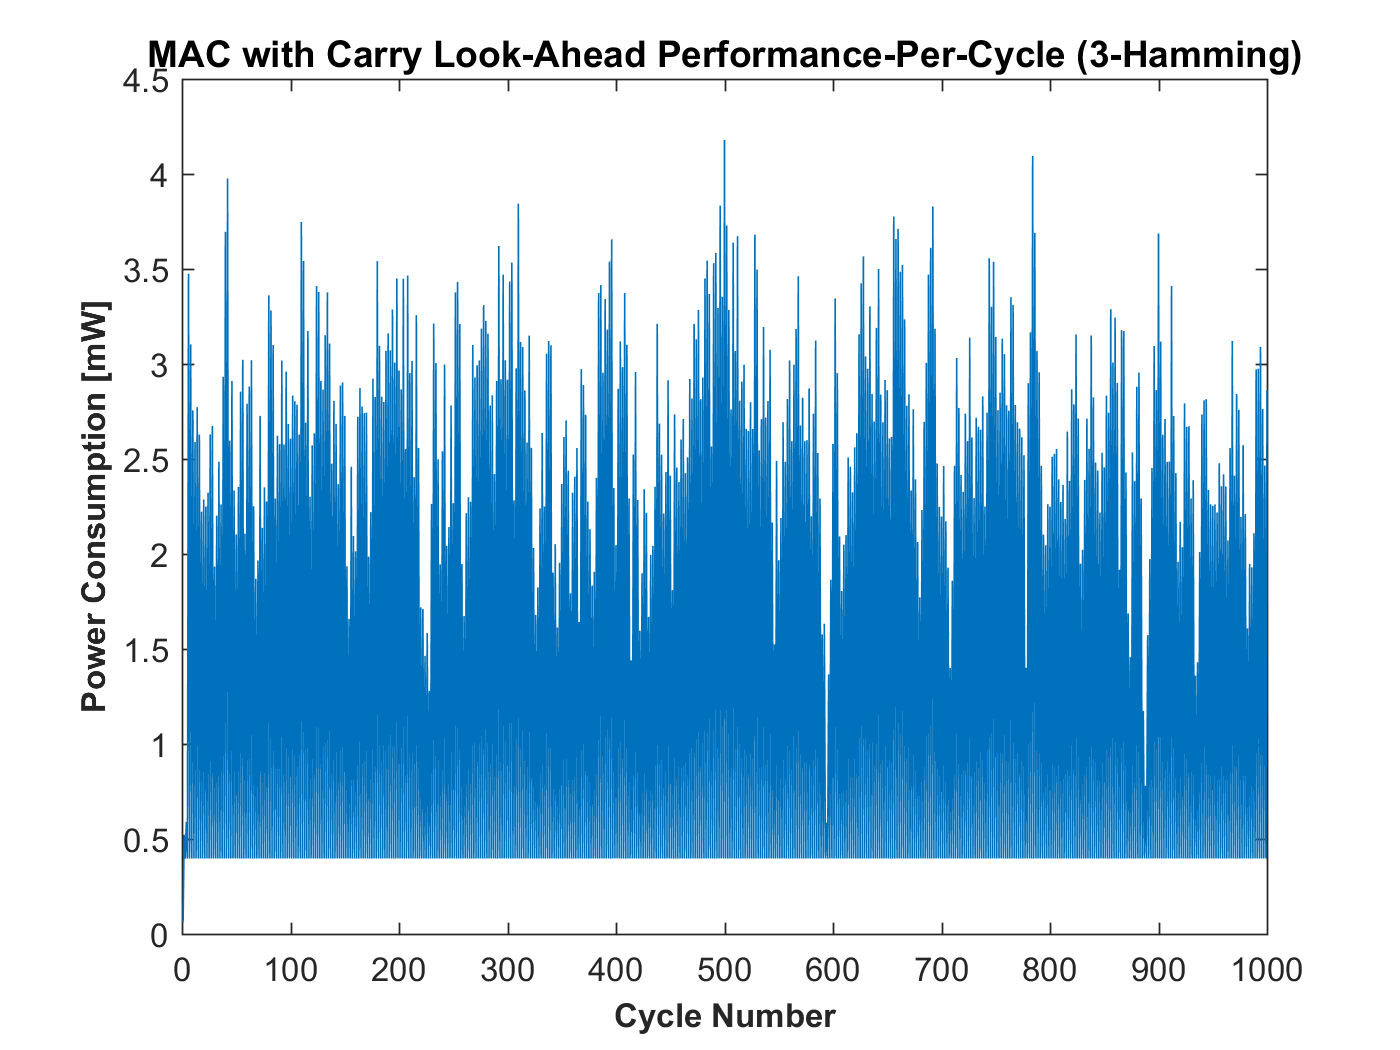 MAC with Carry Look-Ahead Performance-Per-Cycle (3-Hamming)
4.5
4
3.5
3
2.5
2
1.5
1
0.5
0
Power Consumption [mW]
0 100 200 300 400 500 600 700 800 900 1000
Cycle Number